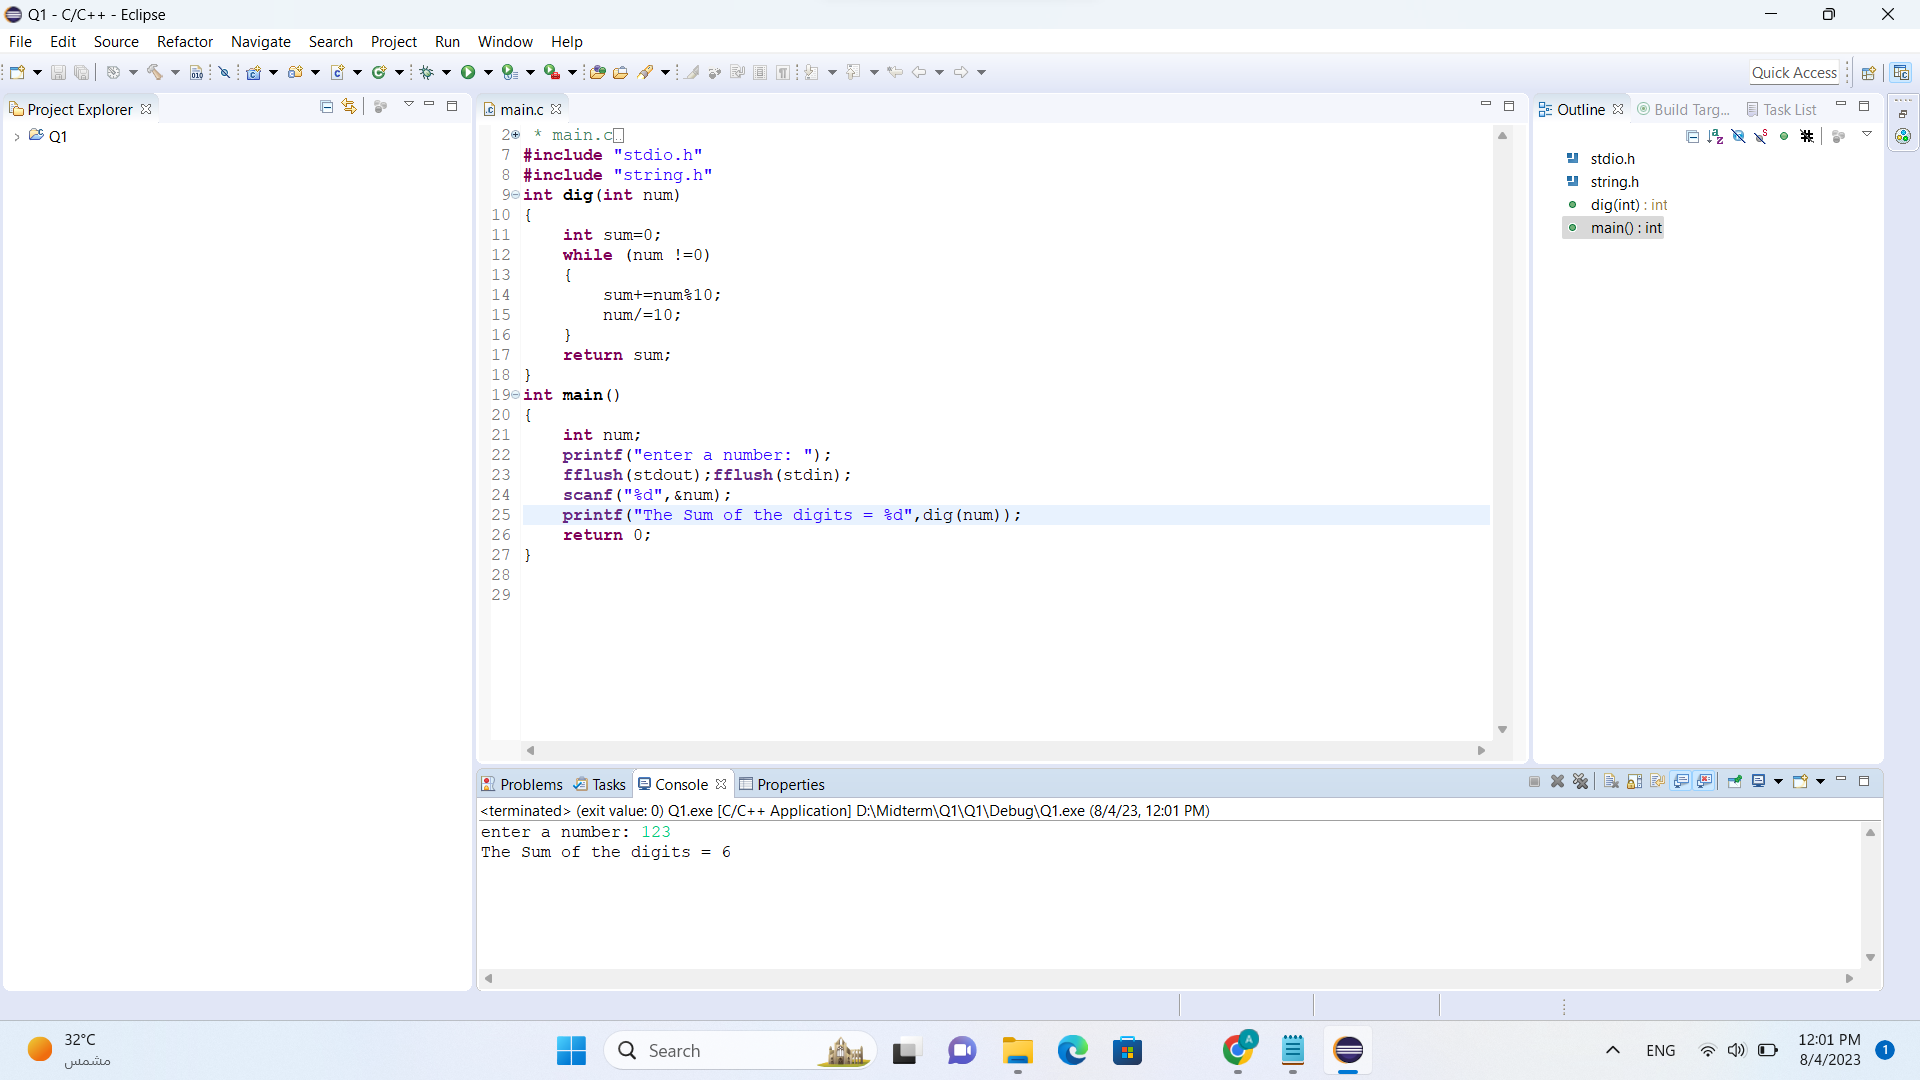 Q1 - C/C++ - Eclipse
File Edit Source Refactor Navigate Search Project Run Window Help
Quick Access
Project Explorer
Q1
main.c
2 * main.c
7 #include "stdio.h"
8 #include "string.h"
9 int dig(int num)
10 {
11 int sum=0;
12 while (num !=0)
13 {
14 sum+=num%10;
15 num/=10;
16 }
17 return sum;
18 }
19 int main()
20 {
21 int num;
22 printf("enter a number: ");
23 fflush(stdout);fflush(stdin);
24 scanf("%d",&num);
25 printf("The Sum of the digits = %d",dig(num));
26 return 0;
27 }
28
29
Outline Build Targ... Task List
stdio.h
string.h
dig(int) : int
main() : int
Problems Tasks Console Properties
<terminated> (exit value: 0) Q1.exe [C/C++ Application] D:\Midterm\Q1\Q1\Debug\Q1.exe (8/4/23, 12:01 PM)
enter a number: 123
The Sum of the digits = 6
32°C
مشمس
Search
A
ENG
12:01 PM
8/4/2023
1